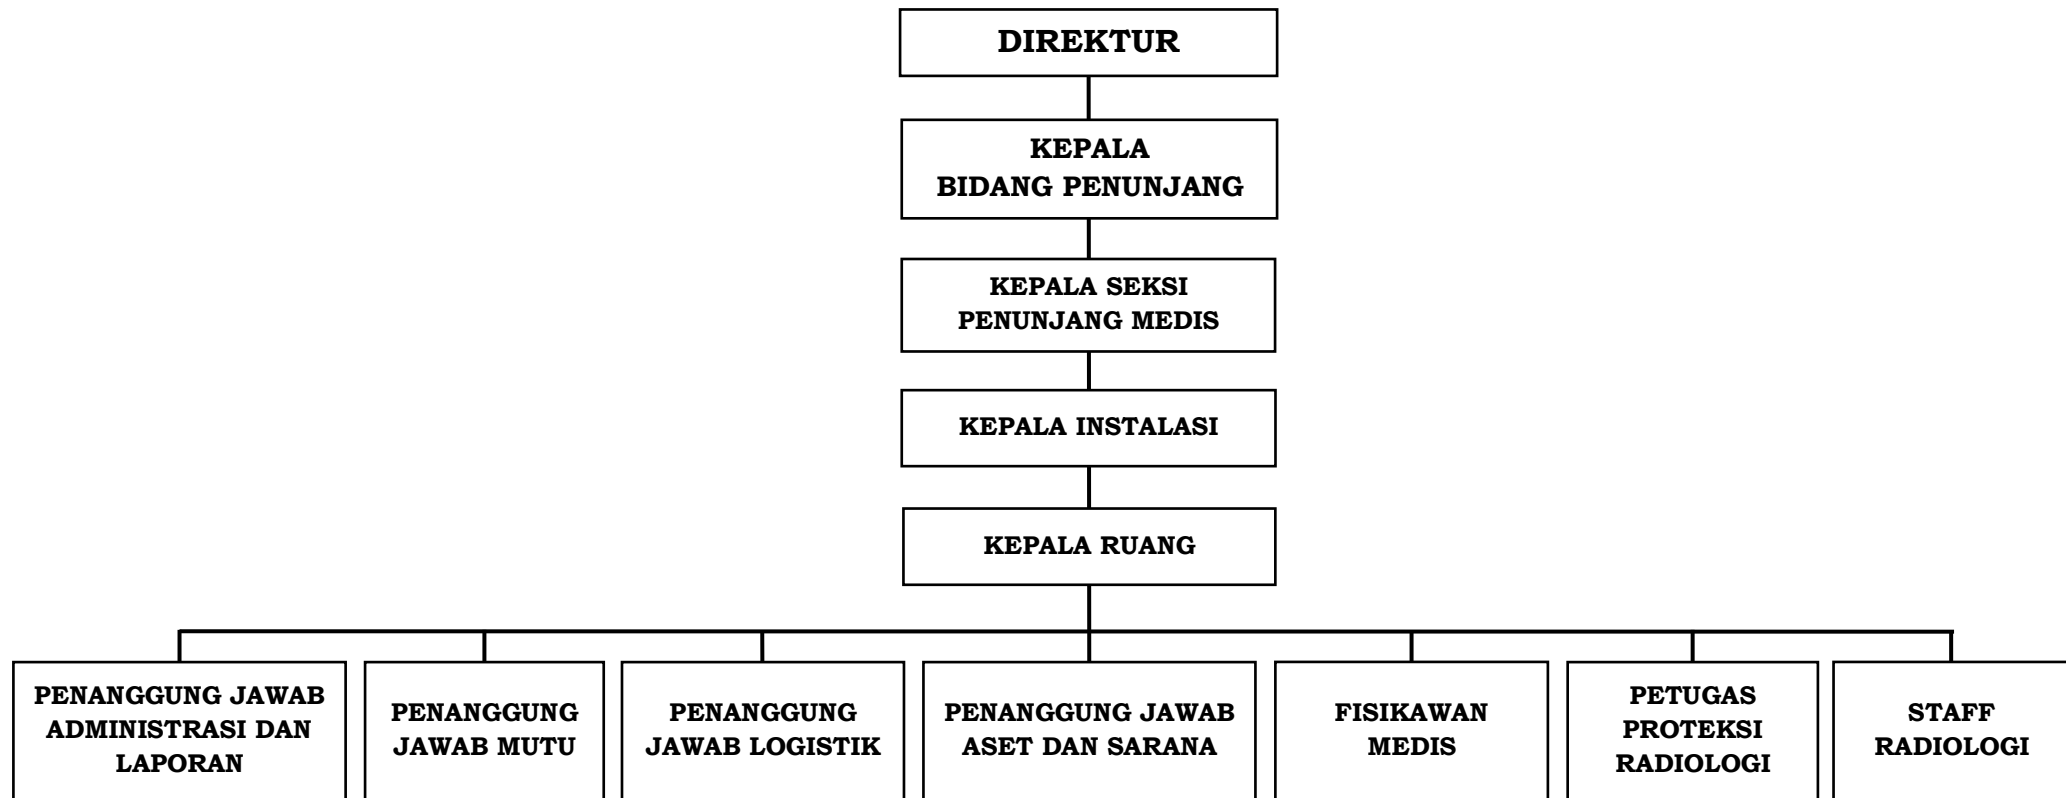 DIREKTUR
KEPALA
BIDANG PENUNJANG
KEPALA SEKSI
PENUNJANG MEDIS
KEPALA INSTALASI
KEPALA RUANG
PENANGGUNG JAWAB
ADMINISTRASI DAN
LAPORAN
PENANGGUNG
JAWAB MUTU
PENANGGUNG
JAWAB LOGISTIK
PENANGGUNG JAWAB
ASET DAN SARANA
FISIKAWAN
MEDIS
PETUGAS
PROTEKSI
RADIOLOGI
STAFF
RADIOLOGI